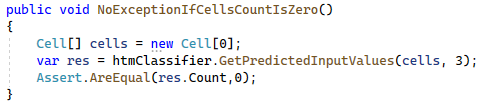 public void NoExceptionIfCellsCountIsZero()
{
Cell[] cells = new Cell[0];
var res = htmClassifier.GetPredictedInputValues(cells, 3);
Assert.AreEqual(res.Count,0);
}